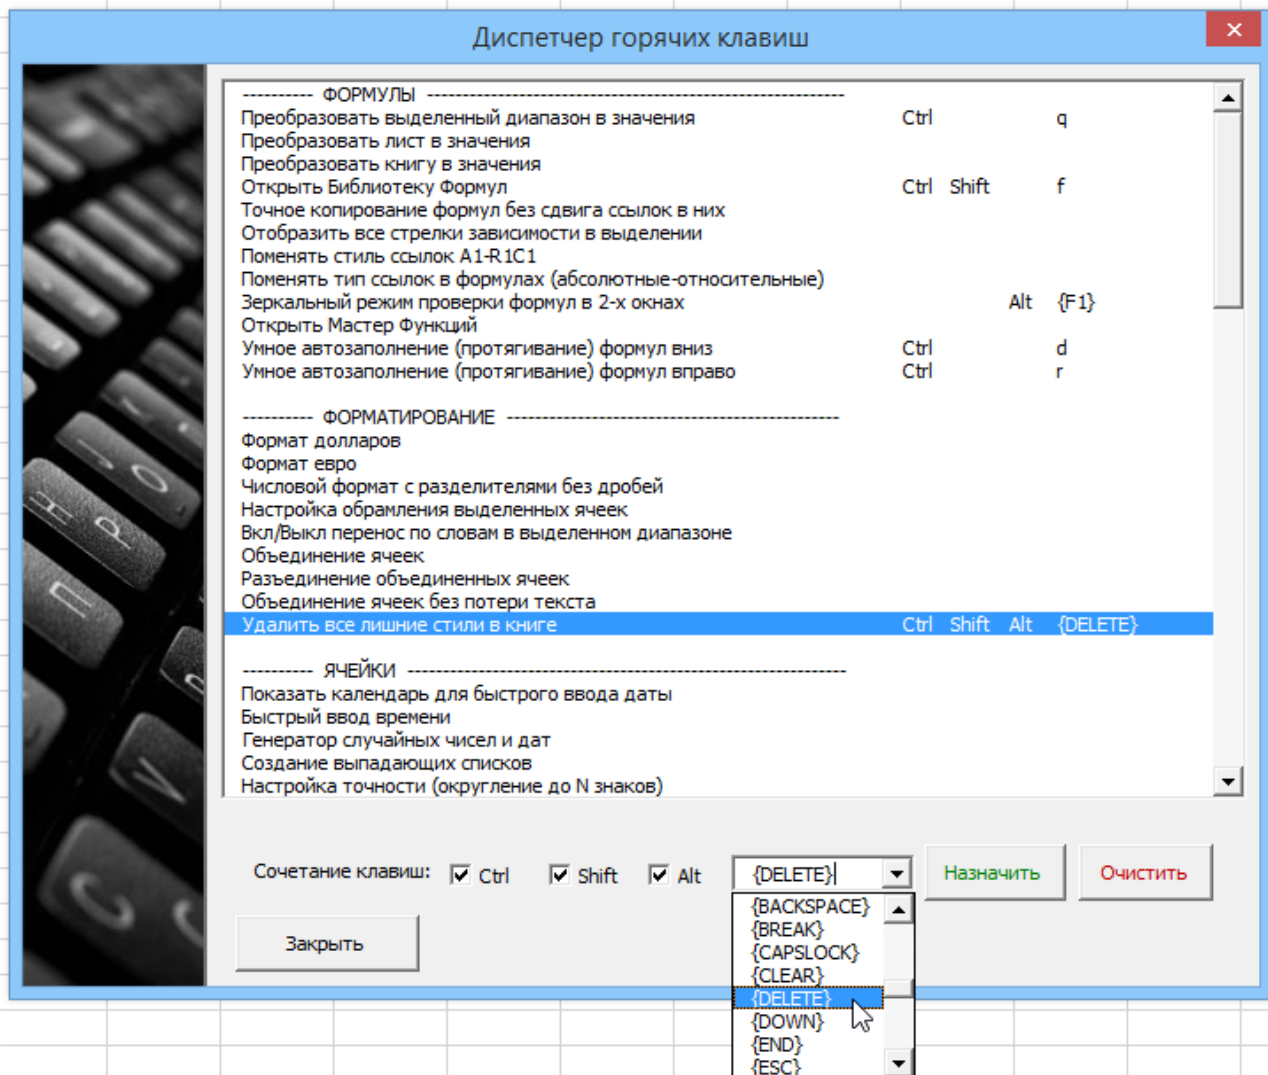 Диспетчер горячих клавиш
---------- ФОРМУЛЫ ----------
Преобразовать выделенный диапазон в значения Ctrl q
Преобразовать лист в значения
Преобразовать книгу в значения
Открыть Библиотеку Формул Ctrl Shift f
Точное копирование формул без сдвига ссылок в них
Отобразить все стрелки зависимости в выделении
Поменять стиль ссылок A1-R1C1
Поменять тип ссылок в формулах (абсолютные-относительные)
Зеркальный режим проверки формул в 2-х окнах Alt {F1}
Открыть Мастер Функций
Умное автозаполнение (протягивание) формул вниз Ctrl d
Умное автозаполнение (протягивание) формул вправо Ctrl r
---------- ФОРМАТИРОВАНИЕ ----------
Формат долларов
Формат евро
Числовой формат с разделителями без дробей
Настройка обрамления выделенных ячеек
Вкл/Выкл перенос по словам в выделенном диапазоне
Объединение ячеек
Разъединение объединенных ячеек
Объединение ячеек без потери текста
Удалить все лишние стили в книге Ctrl Shift Alt {DELETE}
---------- ЯЧЕЙКИ ----------
Показать календарь для быстрого ввода даты
Быстрый ввод времени
Генератор случайных чисел и дат
Создание выпадающих списков
Настройка точности (округление до N знаков)
Сочетание клавиш: Ctrl Shift Alt {DELETE} Назначить Очистить
{BACKSPACE}
{BREAK}
Закрыть
{CAPSLOCK}
{CLEAR}
{DELETE}
{DOWN}
{END}
{ESC}